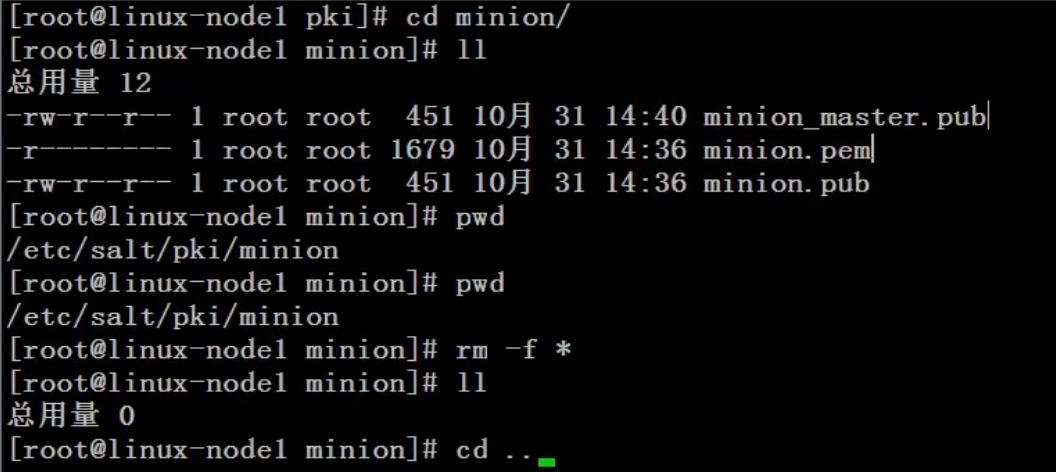 [root@linux-node1 pki]# cd minion/
[root@linux-node1 minion]# ll
总用量 12
-rw-r--r-- 1 root root  451 10月 31 14:40 minion_master.pub
-r-------- 1 root root 1679 10月 31 14:36 minion.pem
-rw-r--r-- 1 root root  451 10月 31 14:36 minion.pub
[root@linux-node1 minion]# pwd
/etc/salt/pki/minion
[root@linux-node1 minion]# pwd
/etc/salt/pki/minion
[root@linux-node1 minion]# rm -f *
[root@linux-node1 minion]# ll
总用量 0
[root@linux-node1 minion]# cd ..